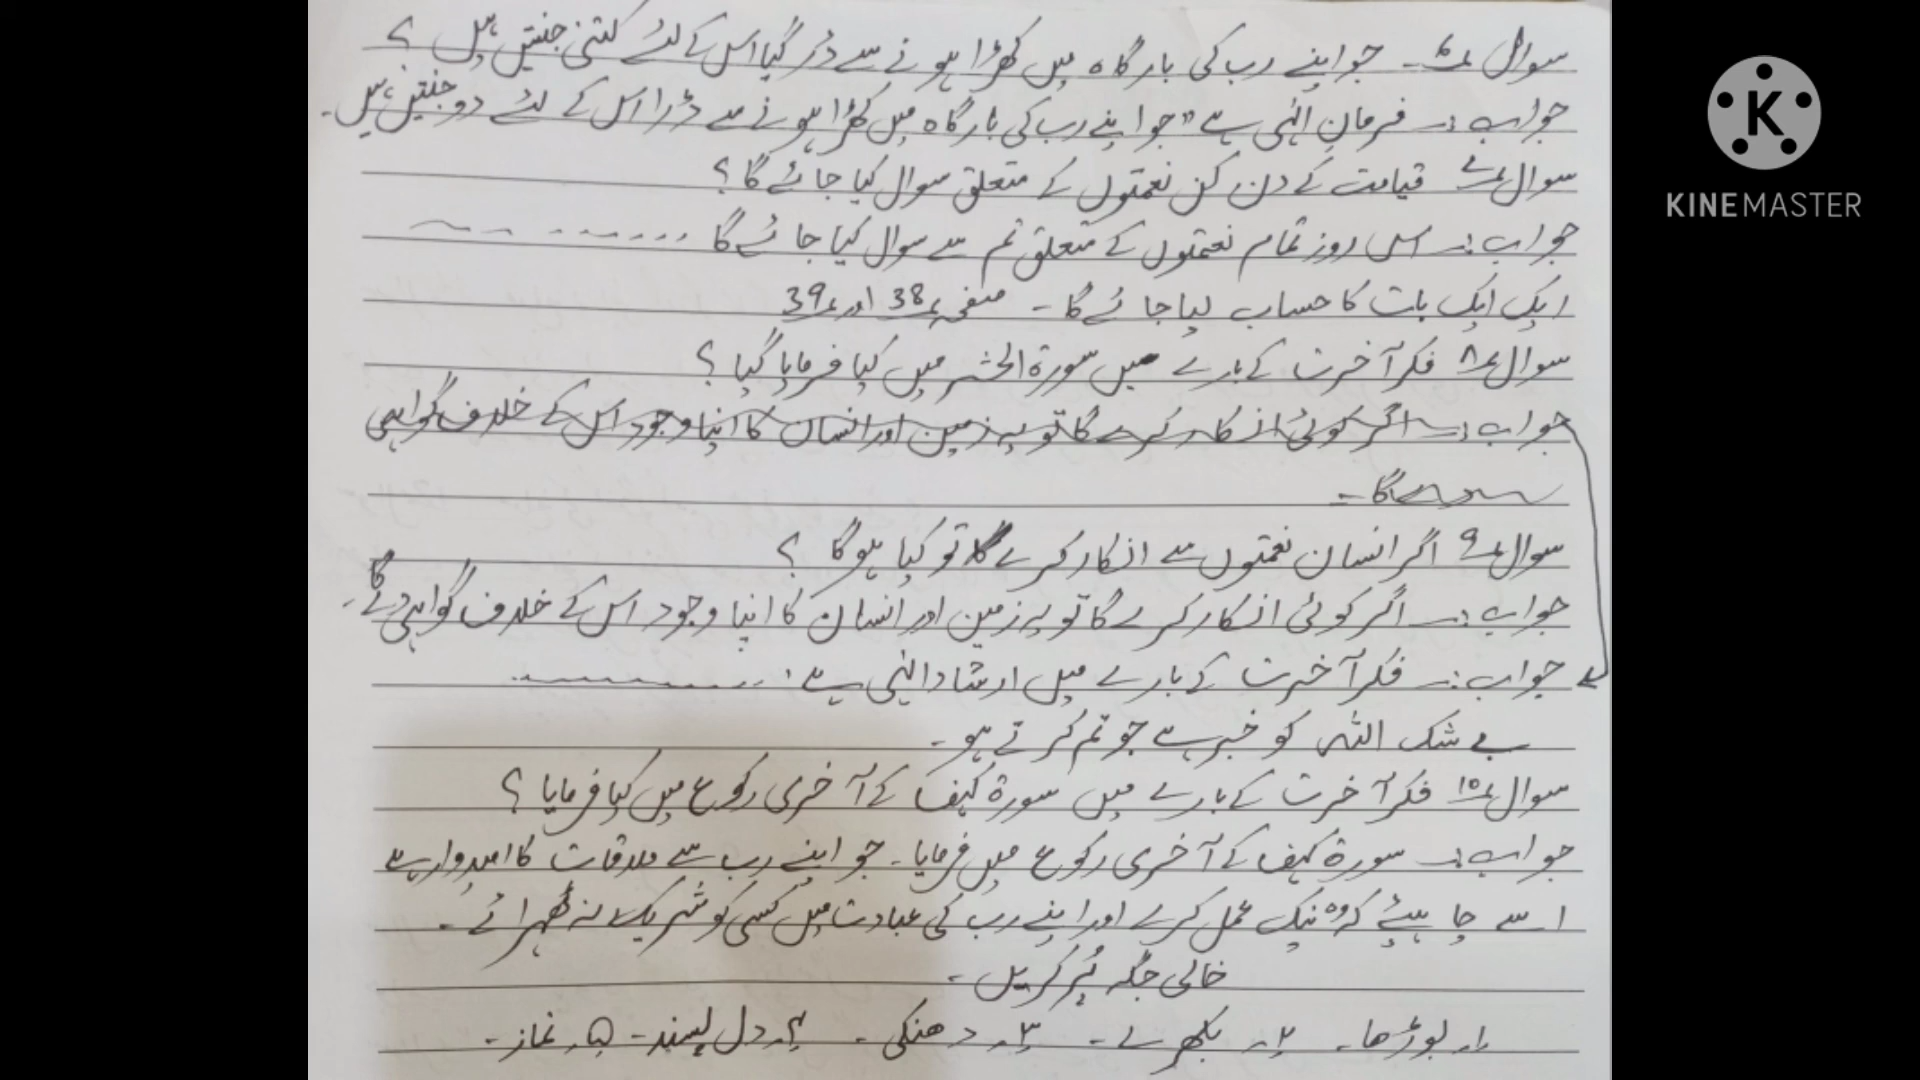 سوال ۶۔ جو اپنے رب کی بارگاہ میں کھڑا ہونے سے ڈر گیا اس کے لئے کتنی جنتیں ہیں ؟
جواب:۔ فرمانِ الٰہی ہے "جو اپنے رب کی بارگاہ میں کھڑا ہونے سے ڈرا اس کے لئے دو جنتیں ہیں۔
سوال ۷ قیامت کے دن کن نعمتوں کے متعلق سوال کیا جائے گا؟
جواب:۔ اس روز تمام نعمتوں کے متعلق تم سے سوال کیا جائے گا ۔۔۔۔۔۔۔
ایک ایک بات کا حساب لیا جائے گا۔ صفحہ 38 اور 39
سوال ۸ فکر آخرت کے بارے میں سورۃ الحشر میں کیا فرمایا گیا ؟
جواب:۔ اگر کوئی انکار کرے گا تو یہ زمین اور انسان کا اپنا وجود اس کے خلاف گواہی
گا۔
سوال ۹ اگر انسان نعمتوں سے انکار کرے گا تو کیا ہوگا ؟
جواب:۔ اگر کوئی انکار کرے گا تو یہ زمین اور انسان کا اپنا وجود اس کے خلاف گواہی دے گا۔
جواب:۔ فکر آخرت کے بارے میں ارشاد الٰہی ہے ۔۔۔۔۔۔۔
بے شک اللہ کو خبر ہے جو تم کرتے ہو۔
سوال ۱۰ فکر آخرت کے بارے میں سورۃ کہف کے آخری رکوع میں کیا فرمایا ؟
جواب:۔ سورۃ کہف کے آخری رکوع میں فرمایا۔ جو اپنے رب سے ملاقات کا امیدوار ہے
اسے چاہیئے کہ وہ نیک عمل کرے اور اپنے رب کی عبادت میں کسی کو شریک نہ ٹھہرائے۔
خالی جگہ پُر کریں۔
۱۔ بوڑھا۔ ۲۔ بکھرے۔ ۳۔ دھنکی۔ ۴۔ دل پسند۔ ۵۔ نماز۔
K
KINEMASTER